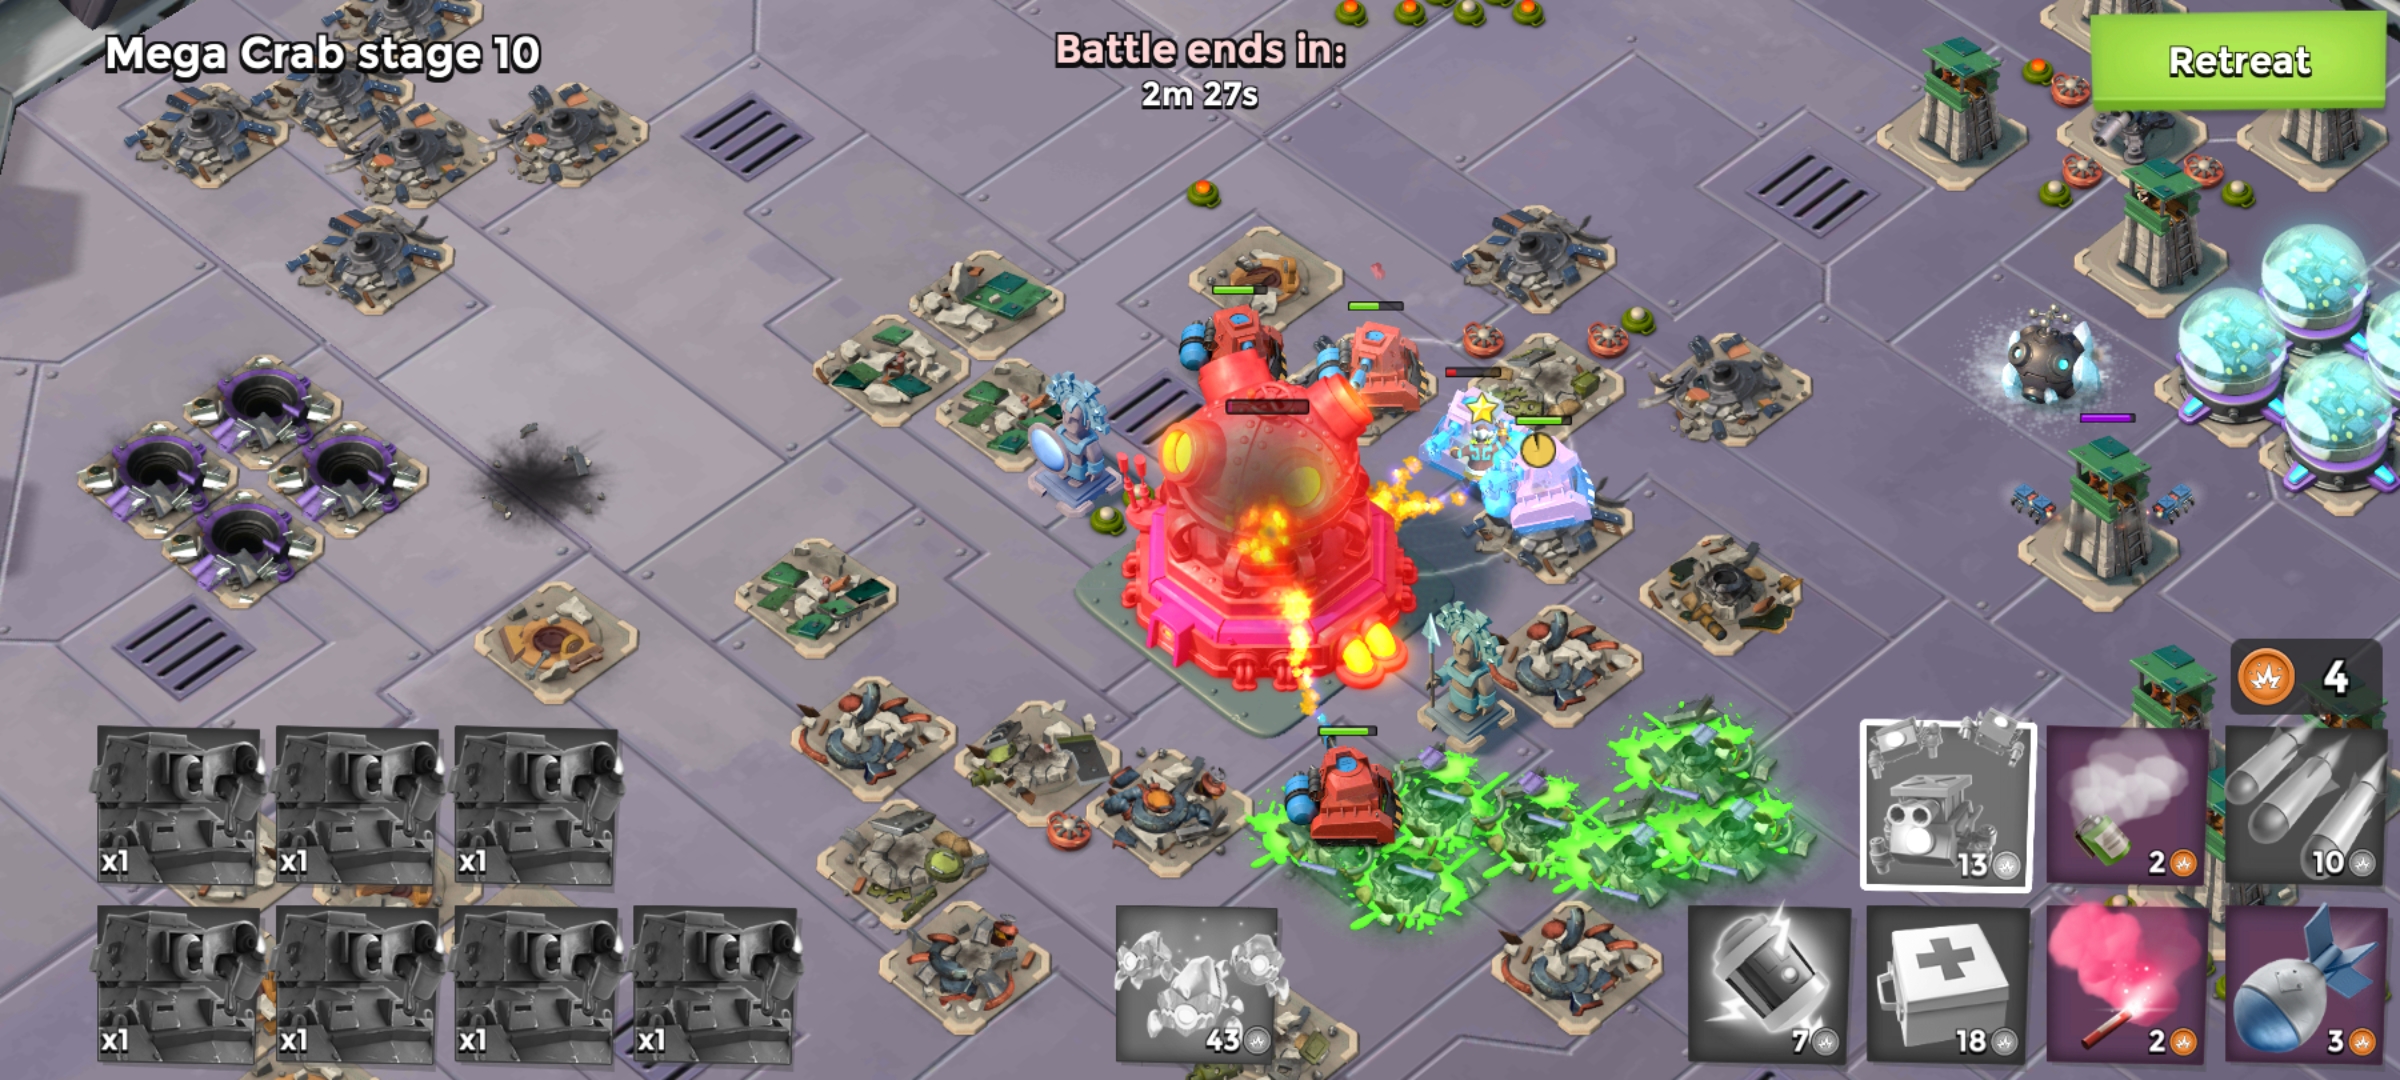 Mega Crab stage 10
Battle ends in:
2m 27s
Retreat
4
x1
x1
x1
13
2
10
x1
x1
x1
x1
43
7
18
2
3